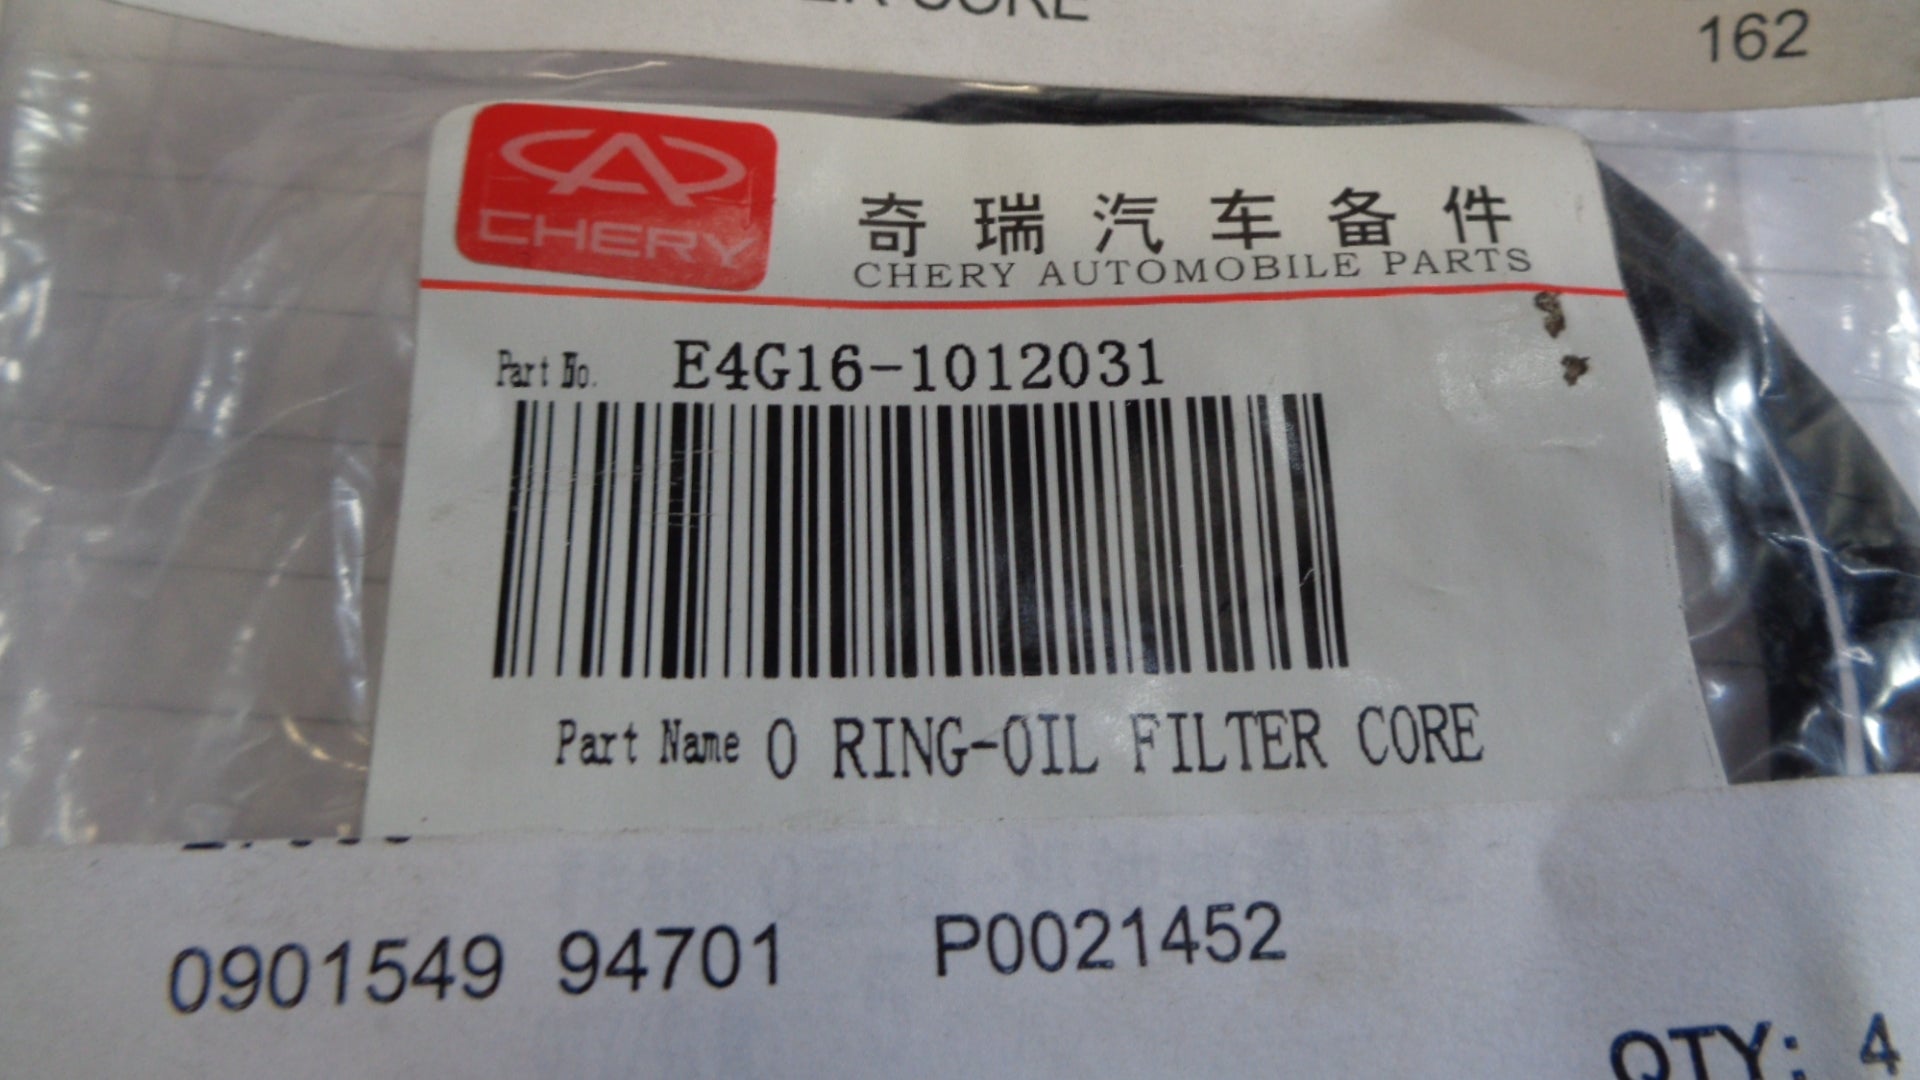 CORE
162
CHERY
奇瑞汽车备件
CHERY AUTOMOBILE PARTS
Part No. E4G16-1012031
Part Name O RING-OIL FILTER CORE
0901549 94701 P0021452
QTY: 4